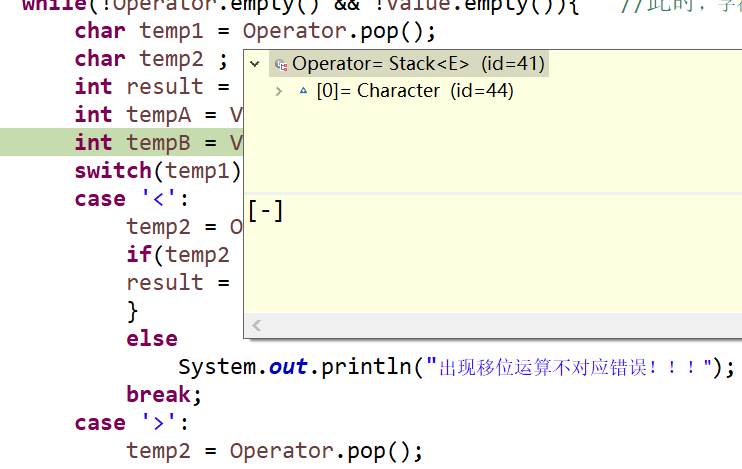 while(!Operator.empty() && !Value.empty()){ //此时，字符
char temp1 = Operator.pop();
char temp2 ;
int result =
int tempA = V
int tempB = V
switch(temp1)
case '<':
temp2 = O
if(temp2
result =
}
else
System.out.println("出现移位运算不对应错误！！！");
break;
case '>':
temp2 = Operator.pop();
Operator= Stack<E> (id=41)
[0]= Character (id=44)
[-]